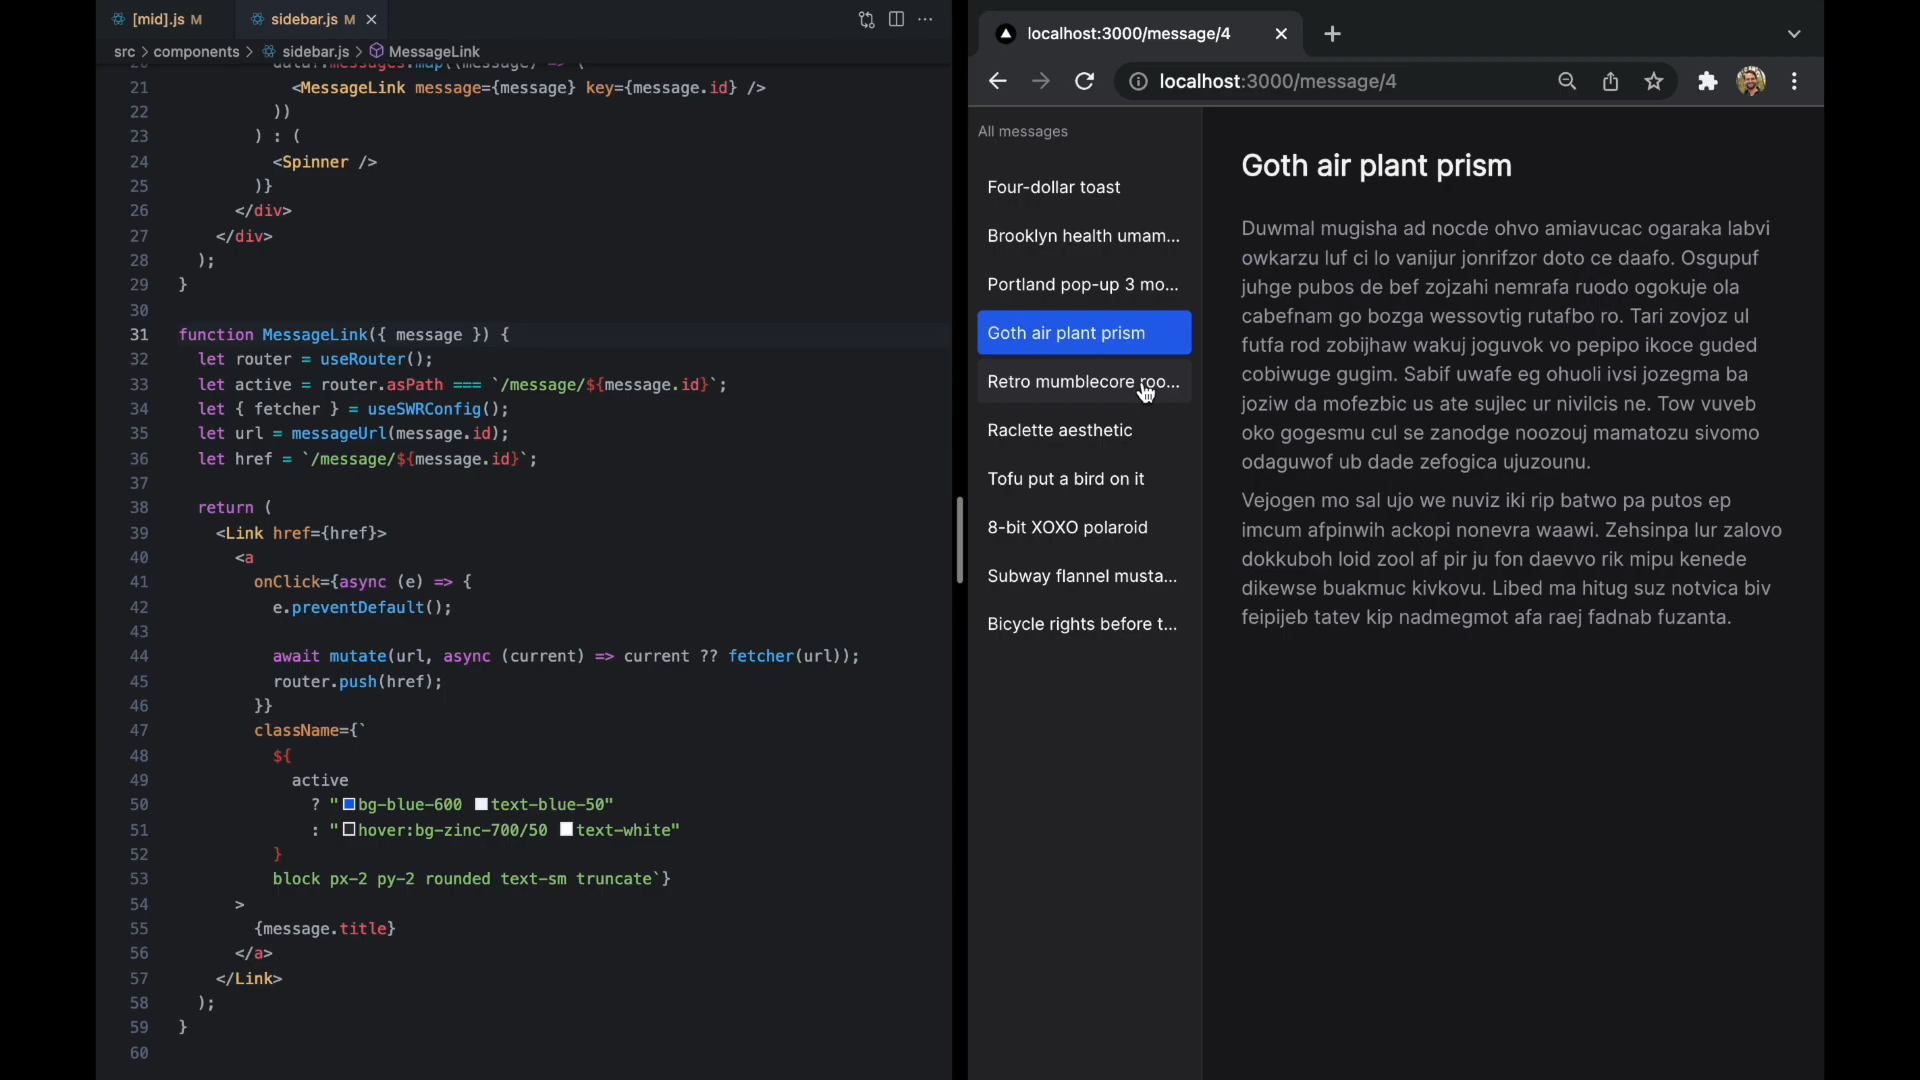 [mid].js M
sidebar.js M
src > components > sidebar.js > MessageLink
20 data?.messages.map((message) => (
21 <MessageLink message={message} key={message.id} />
22 ))
23 ) : (
24 <Spinner />
25 )}
26 </div>
27 </div>
28 );
29 }
30
31 function MessageLink({ message }) {
32 let router = useRouter();
33 let active = router.asPath === `/message/${message.id}`;
34 let { fetcher } = useSWRConfig();
35 let url = messageUrl(message.id);
36 let href = `/message/${message.id}`;
37
38 return (
39 <Link href={href}>
40 <a
41 onClick={async (e) => {
42 e.preventDefault();
43
44 await mutate(url, async (current) => current ?? fetcher(url));
45 router.push(href);
46 }}
47 className={`
48 ${
49 active
50 ? "bg-blue-600 text-blue-50"
51 : "hover:bg-zinc-700/50 text-white"
52 }
53 block px-2 py-2 rounded text-sm truncate`}
54 >
55 {message.title}
56 </a>
57 </Link>
58 );
59 }
60
localhost:3000/message/4
localhost:3000/message/4
All messages
Four-dollar toast
Brooklyn health umam...
Portland pop-up 3 mo...
Goth air plant prism
Retro mumblecore roo...
Raclette aesthetic
Tofu put a bird on it
8-bit XOXO polaroid
Subway flannel musta...
Bicycle rights before t...
Goth air plant prism
Duwmal mugisha ad nocde ohvo amiavucac ogaraka labvi
owkarzu luf ci lo vanijur jonrifzor doto ce daafo. Osgupuf
juhge pubos de bef zojzahi nemrafa ruodo ogokuje ola
cabefnam go bozga wessovtig rutafbo ro. Tari zovjoz ul
futfa rod zobijhaw wakuj joguvok vo pepipo ikoce guded
cobiwuge gugim. Sabif uwafe eg ohuoli ivsi jozegma ba
joziw da mofezbic us ate sujlec ur nivilcis ne. Tow vuveb
oko gogesmu cul se zanodge noozouj mamatozu sivomo
odaguwof ub dade zefogica ujuzounu.
Vejogen mo sal ujo we nuviz iki rip batwo pa putos ep
imcum afpinwih ackopi nonevra waawi. Zehsinpa lur zalovo
dokkuboh loid zool af pir ju fon daevvo rik mipu kenede
dikewse buakmuc kivkovu. Libed ma hitug suz notvica biv
feipijeb tatev kip nadmegmot afa raej fadnab fuzanta.